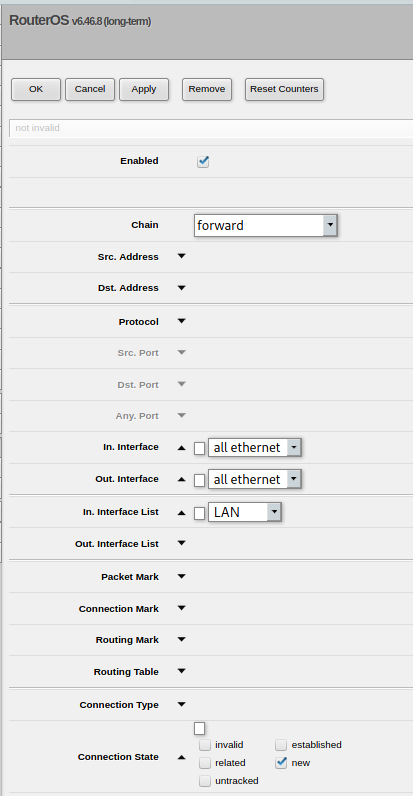 RouterOS v6.46.8 (long-term)
OK Cancel Apply Remove Reset Counters
not invalid
Enabled
Chain forward
Src. Address
Dst. Address
Protocol
Src. Port
Dst. Port
Any. Port
In. Interface all ethernet
Out. Interface all ethernet
In. Interface List LAN
Out. Interface List
Packet Mark
Connection Mark
Routing Mark
Routing Table
Connection Type
invalid established
Connection State related new
untracked